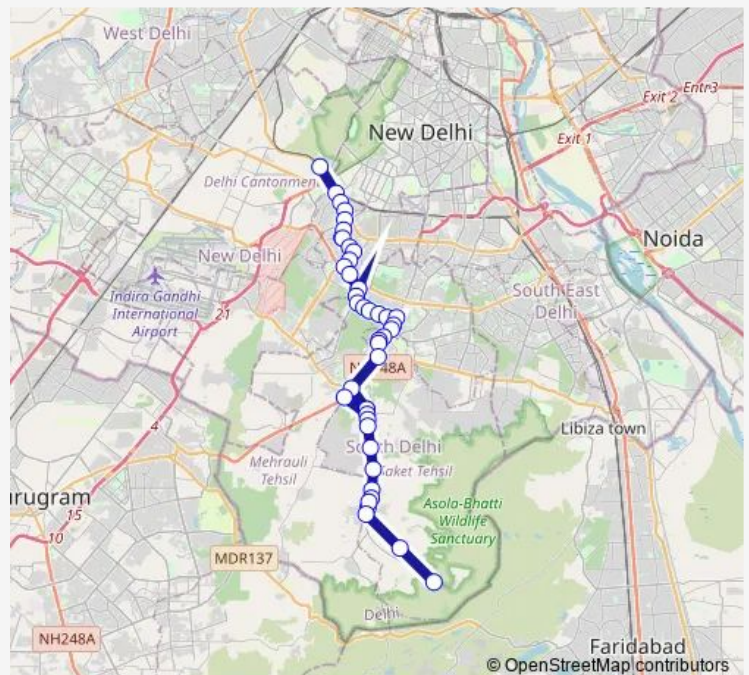 West Delhi
New Delhi
Exit 2
Entr3
Exit 1
Delhi Cantonmen
New Delhi
Noida
Indira Gandhi
International
Airport
21
South East
Delhi
48A
4
Libiza town
South Delhi
Mehrauli
Tehsil
Saket Tehsil
urugram
15
10
Asola-Bhatti
Wildlife
Sanctuary
MDR137
Delhi
NH248A
Faridabad
© OpenStreetMap contributors